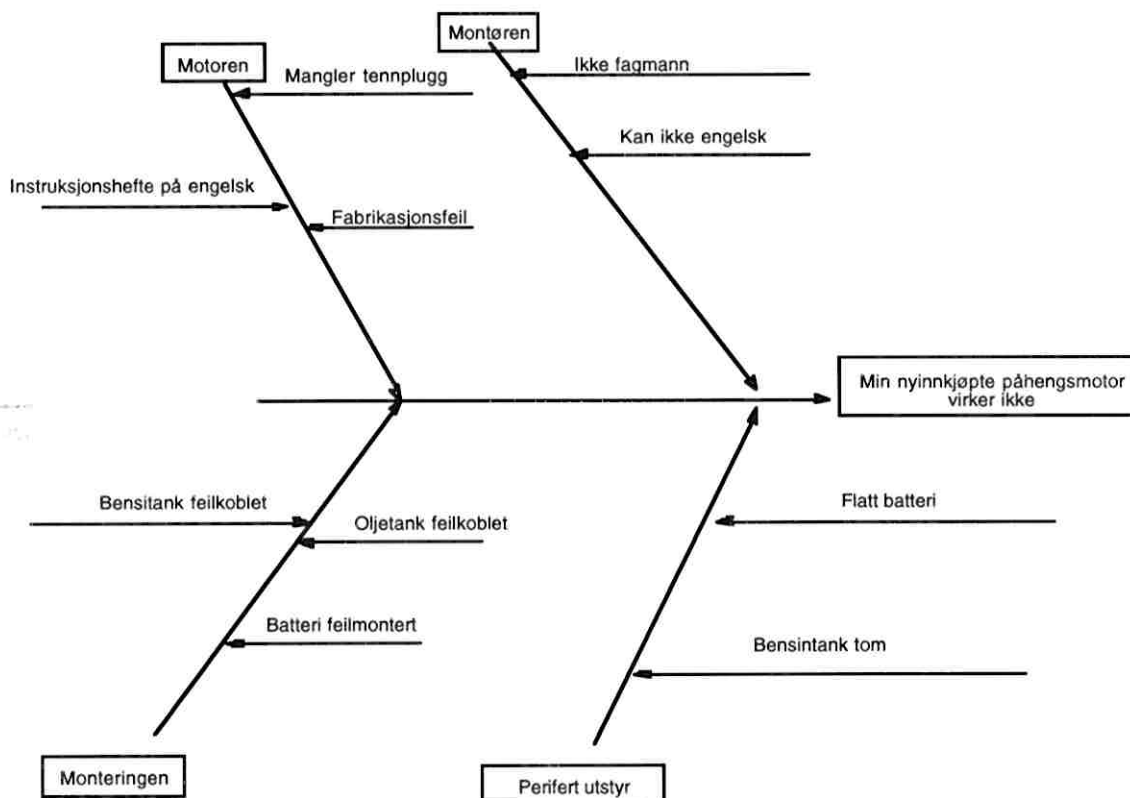 Montøren
Motoren
Ikke fagmann
Mangler tennplugg
Kan ikke engelsk
Instruksjonshefte på engelsk
Fabrikasjonsfeil
Min nyinnkjøpte påhengsmotor
virker ikke
Bensitank feilkoblet
Oljetank feilkoblet
Flatt batteri
Batteri feilmontert
Bensintank tom
Monteringen
Perifert utstyr